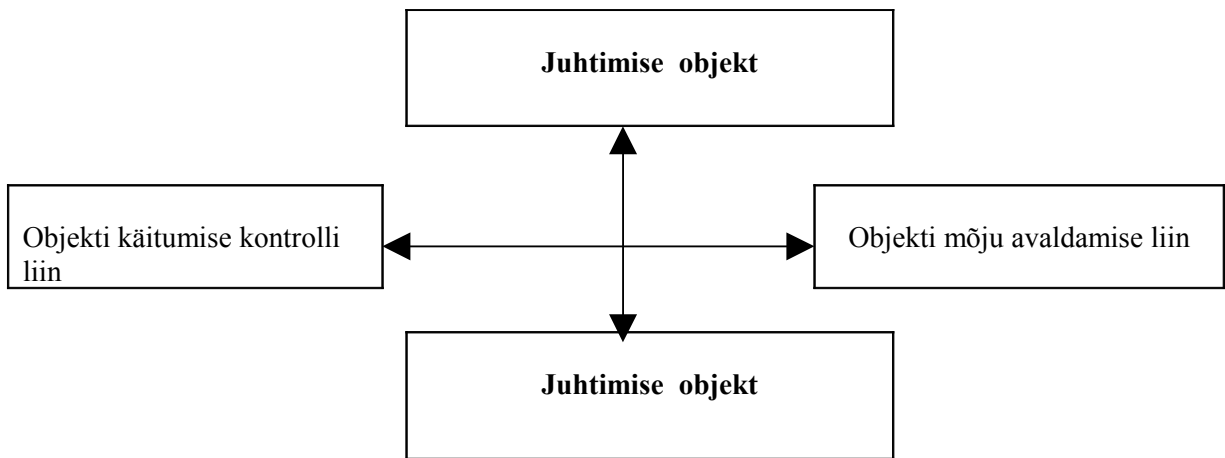 Juhtimise objekt
Objekti käitumise kontrolli
liin
Objekti mõju avaldamise liin
Juhtimise objekt